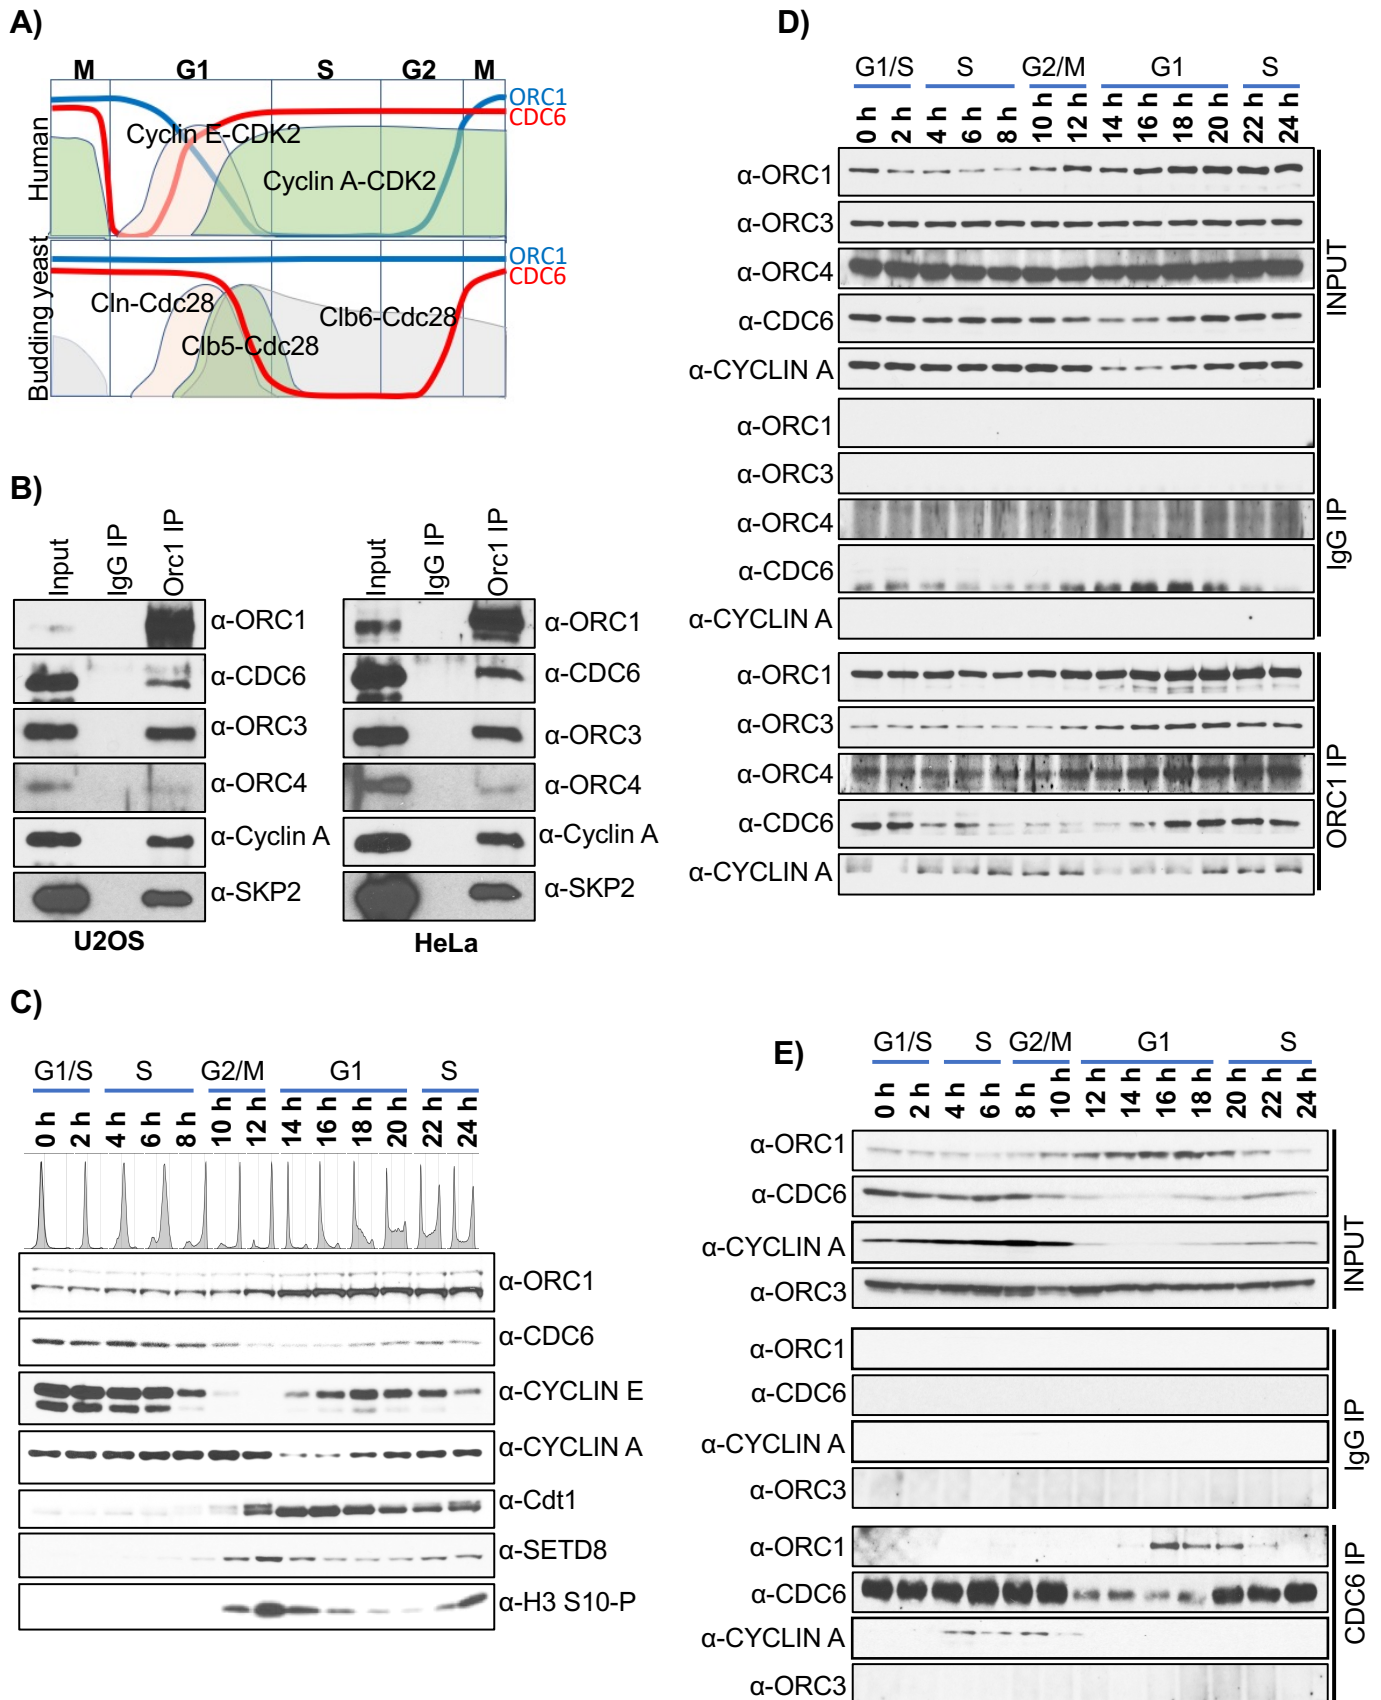 A)
M G1 S G2 M
Human
ORC1
CDC6
Cyclin E-CDK2
Cyclin A-CDK2
Budding yeast
ORC1
CDC6
Cln-Cdc28
Clb6-Cdc28
Clb5-Cdc28
B)
Input IgG IP Orc1 IP
α-ORC1
α-CDC6
α-ORC3
α-ORC4
α-Cyclin A
α-SKP2
U2OS
Input IgG IP Orc1 IP
α-ORC1
α-CDC6
α-ORC3
α-ORC4
α-Cyclin A
α-SKP2
HeLa
C)
G1/S S G2/M G1 S
0 h 2 h 4 h 6 h 8 h 10 h 12 h 14 h 16 h 18 h 20 h 22 h 24 h
α-ORC1
α-CDC6
α-CYCLIN E
α-CYCLIN A
α-Cdt1
α-SETD8
α-H3 S10-P
D)
G1/S S G2/M G1 S
0 h 2 h 4 h 6 h 8 h 10 h 12 h 14 h 16 h 18 h 20 h 22 h 24 h
α-ORC1
α-ORC3
α-ORC4
α-CDC6
α-CYCLIN A
INPUT
α-ORC1
α-ORC3
α-ORC4
α-CDC6
α-CYCLIN A
IgG IP
α-ORC1
α-ORC3
α-ORC4
α-CDC6
α-CYCLIN A
ORC1 IP
E)
G1/S S G2/M G1 S
0 h 2 h 4 h 6 h 8 h 10 h 12 h 14 h 16 h 18 h 20 h 22 h 24 h
α-ORC1
α-CDC6
α-CYCLIN A
α-ORC3
INPUT
α-ORC1
α-CDC6
α-CYCLIN A
α-ORC3
IgG IP
α-ORC1
α-CDC6
α-CYCLIN A
α-ORC3
CDC6 IP